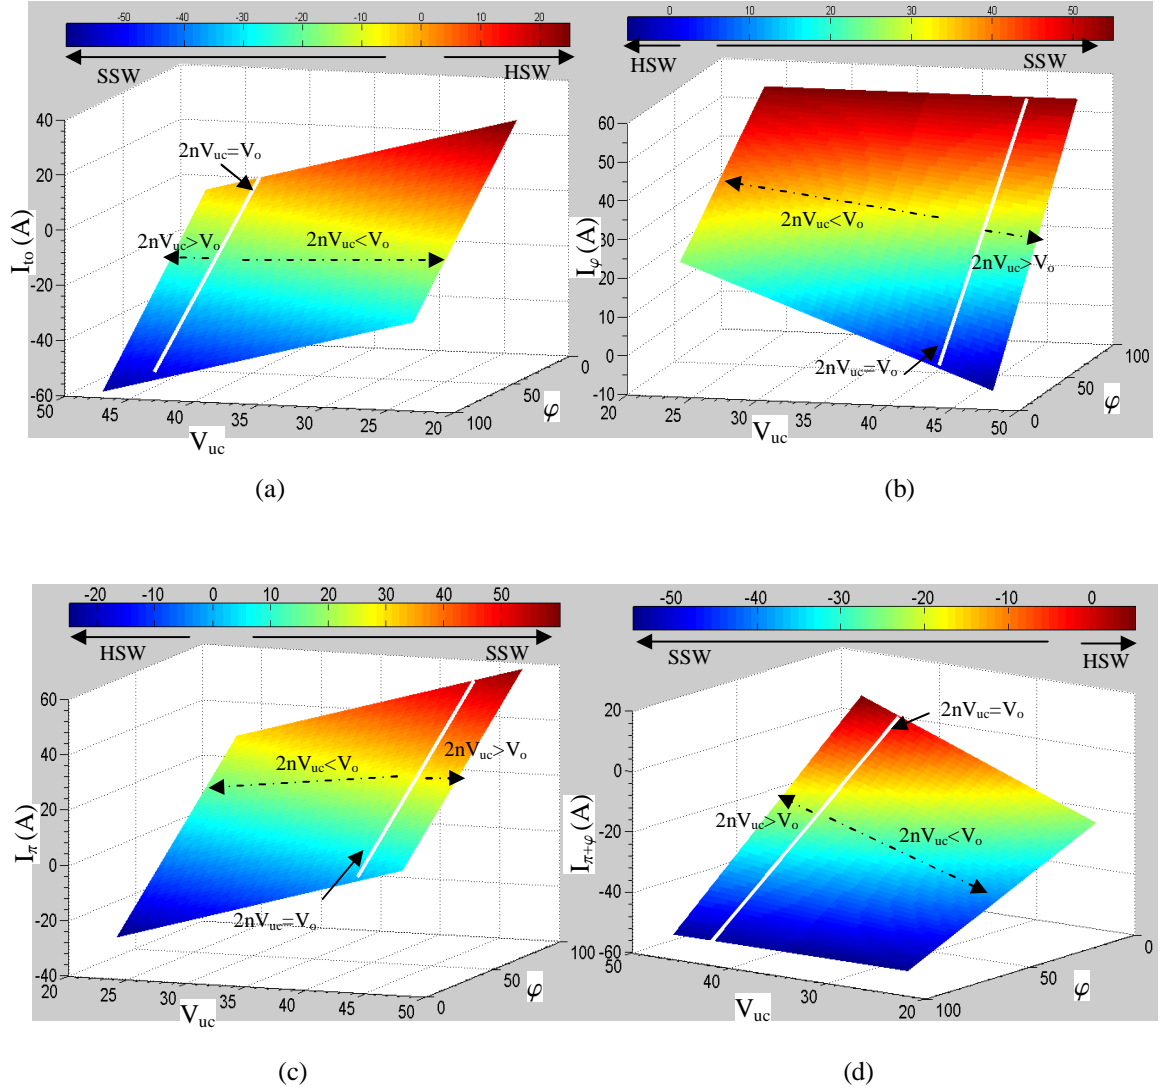 -50 -40 -30 -20 -10 0 10 20
SSW HSW
40
20
0
-20
-40
-60
I_to (A)
2nV_uc=V_o
2nV_uc>V_o
2nV_uc<V_o
50 45 40 35 30 25 20
V_uc
100 50 0
φ
(a)
0 10 20 30 40 50
HSW SSW
60
50
40
30
20
10
0
-10
I_φ (A)
2nV_uc<V_o
2nV_uc>V_o
2nV_uc=V_o
20 25 30 35 40 45 50
V_uc
0 50 100
φ
(b)
-20 -10 0 10 20 30 40 50
HSW SSW
60
40
20
0
-20
-40
I_π (A)
2nV_uc>V_o
2nV_uc<V_o
2nV_uc=V_o
20 25 30 35 40 45 50
V_uc
0 50 100
φ
(c)
-50 -40 -30 -20 -10 0
SSW HSW
20
0
-20
-40
-60
I_π+φ (A)
2nV_uc=V_o
2nV_uc>V_o
2nV_uc<V_o
50 40 30 20
V_uc
100 50 0
φ
(d)